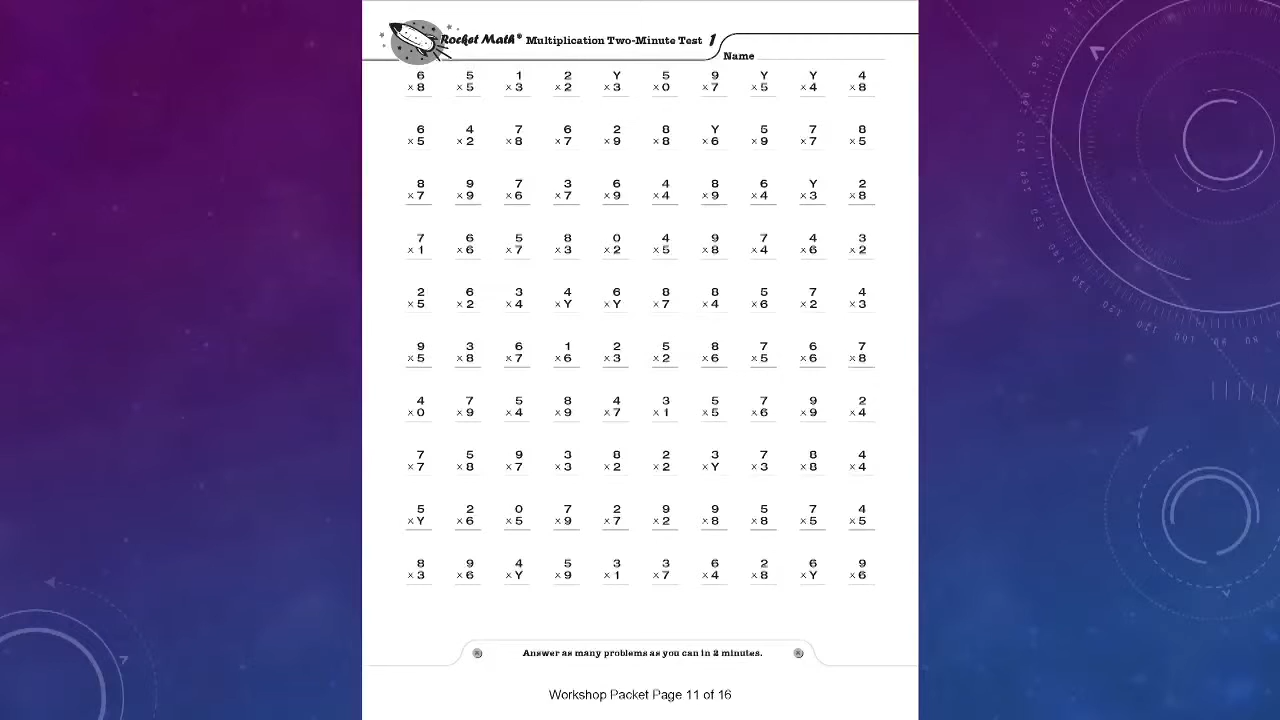 Rocket Math® Multiplication Two-Minute Test 1
Name
6 5 1 2 Y 5 9 Y Y 4
×8 ×5 ×3 ×2 ×3 ×0 ×7 ×5 ×4 ×8
6 4 7 6 2 8 Y 5 7 8
×5 ×2 ×8 ×7 ×9 ×8 ×6 ×9 ×7 ×5
8 9 7 3 6 4 8 6 Y 2
×7 ×9 ×6 ×7 ×9 ×4 ×9 ×4 ×3 ×8
7 6 5 8 0 4 9 7 4 3
×1 ×6 ×7 ×3 ×2 ×5 ×8 ×4 ×6 ×2
2 6 3 4 6 8 8 5 7 4
×5 ×2 ×4 ×Y ×Y ×7 ×4 ×6 ×2 ×3
9 3 6 1 2 5 8 7 6 7
×5 ×8 ×7 ×6 ×3 ×2 ×6 ×5 ×6 ×8
4 7 5 8 4 3 5 7 9 2
×0 ×9 ×4 ×9 ×7 ×1 ×5 ×6 ×9 ×4
7 5 9 3 8 2 3 7 8 4
×7 ×8 ×7 ×3 ×2 ×2 ×Y ×3 ×8 ×4
5 2 0 7 2 9 9 5 7 4
×Y ×6 ×5 ×9 ×7 ×2 ×8 ×8 ×5 ×5
8 9 4 5 3 3 6 2 6 9
×3 ×6 ×Y ×9 ×1 ×7 ×4 ×8 ×Y ×6
Answer as many problems as you can in 2 minutes.
Workshop Packet Page 11 of 16